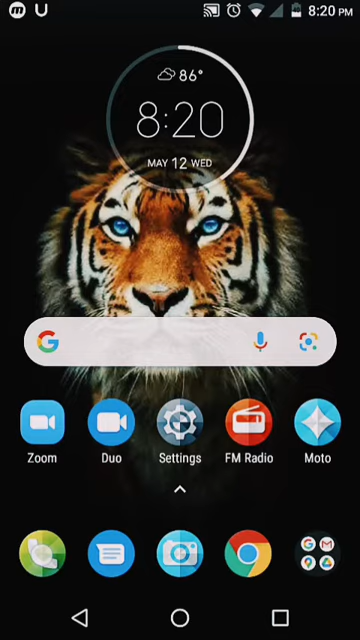 8:20 PM
86°
8:20
MAY 12 WED
Zoom
Duo
Settings
FM Radio
Moto